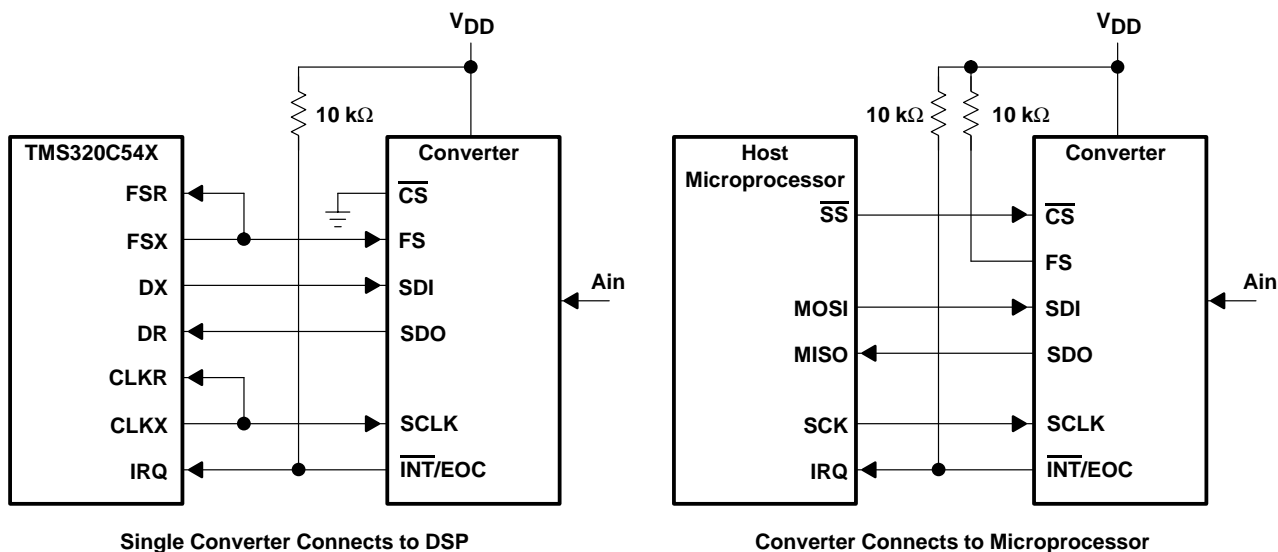 VDD
10 kΩ
TMS320C54X
FSR
FSX
DX
DR
CLKR
CLKX
IRQ
Converter
CS
FS
SDI
SDO
SCLK
INT/EOC
Ain
Single Converter Connects to DSP
VDD
10 kΩ
10 kΩ
Host
Microprocessor
SS
MOSI
MISO
SCK
IRQ
Converter
CS
FS
SDI
SDO
SCLK
INT/EOC
Ain
Converter Connects to Microprocessor